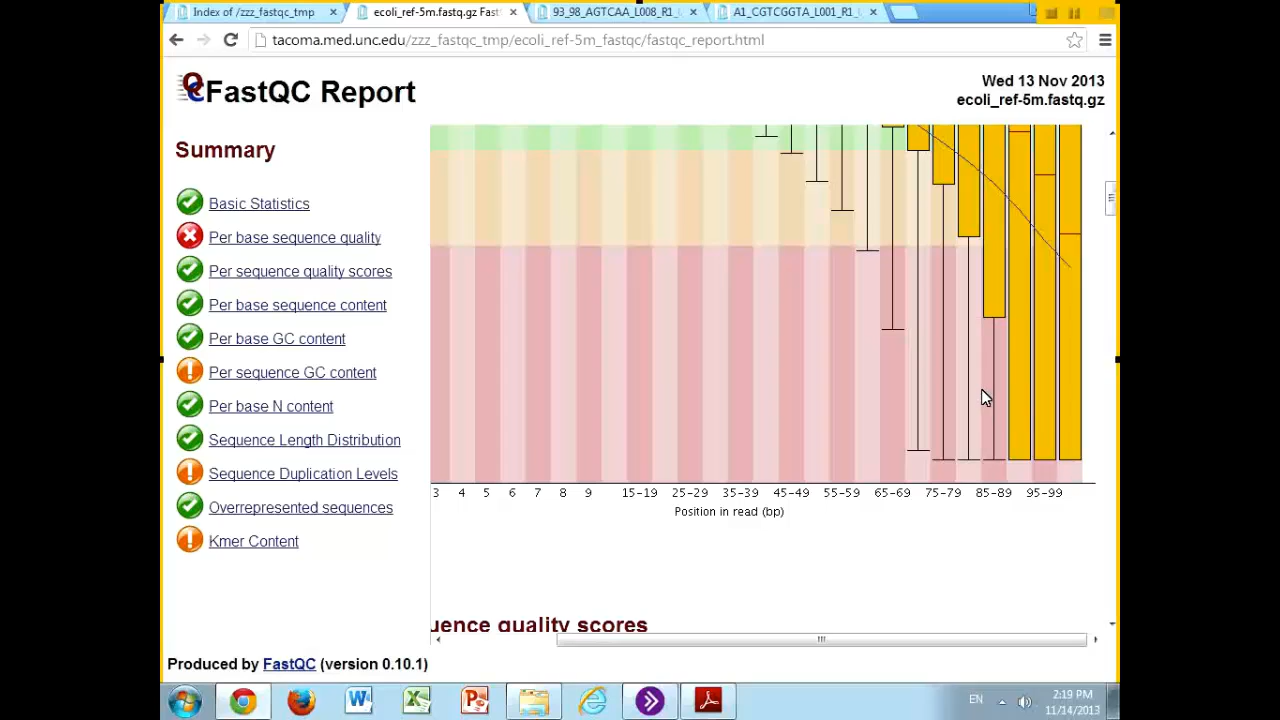 Index of /zzz_fastqc_tmp
ecoli_ref-5m.fastq.gz Fast
93_98_AGTCAA_L008_R1_
A1_CGTCGGTA_L001_R1_
tacoma.med.unc.edu/zzz_fastqc_tmp/ecoli_ref-5m_fastqc/fastqc_report.html
FastQC Report
Wed 13 Nov 2013
ecoli_ref-5m.fastq.gz
Summary
Basic Statistics
Per base sequence quality
Per sequence quality scores
Per base sequence content
Per base GC content
Per sequence GC content
Per base N content
Sequence Length Distribution
Sequence Duplication Levels
Overrepresented sequences
Kmer Content
3 4 5 6 7 8 9 15-19 25-29 35-39 45-49 55-59 65-69 75-79 85-89 95-99
Position in read (bp)
uence quality scores
Produced by FastQC (version 0.10.1)
EN
2:19 PM
11/14/2013